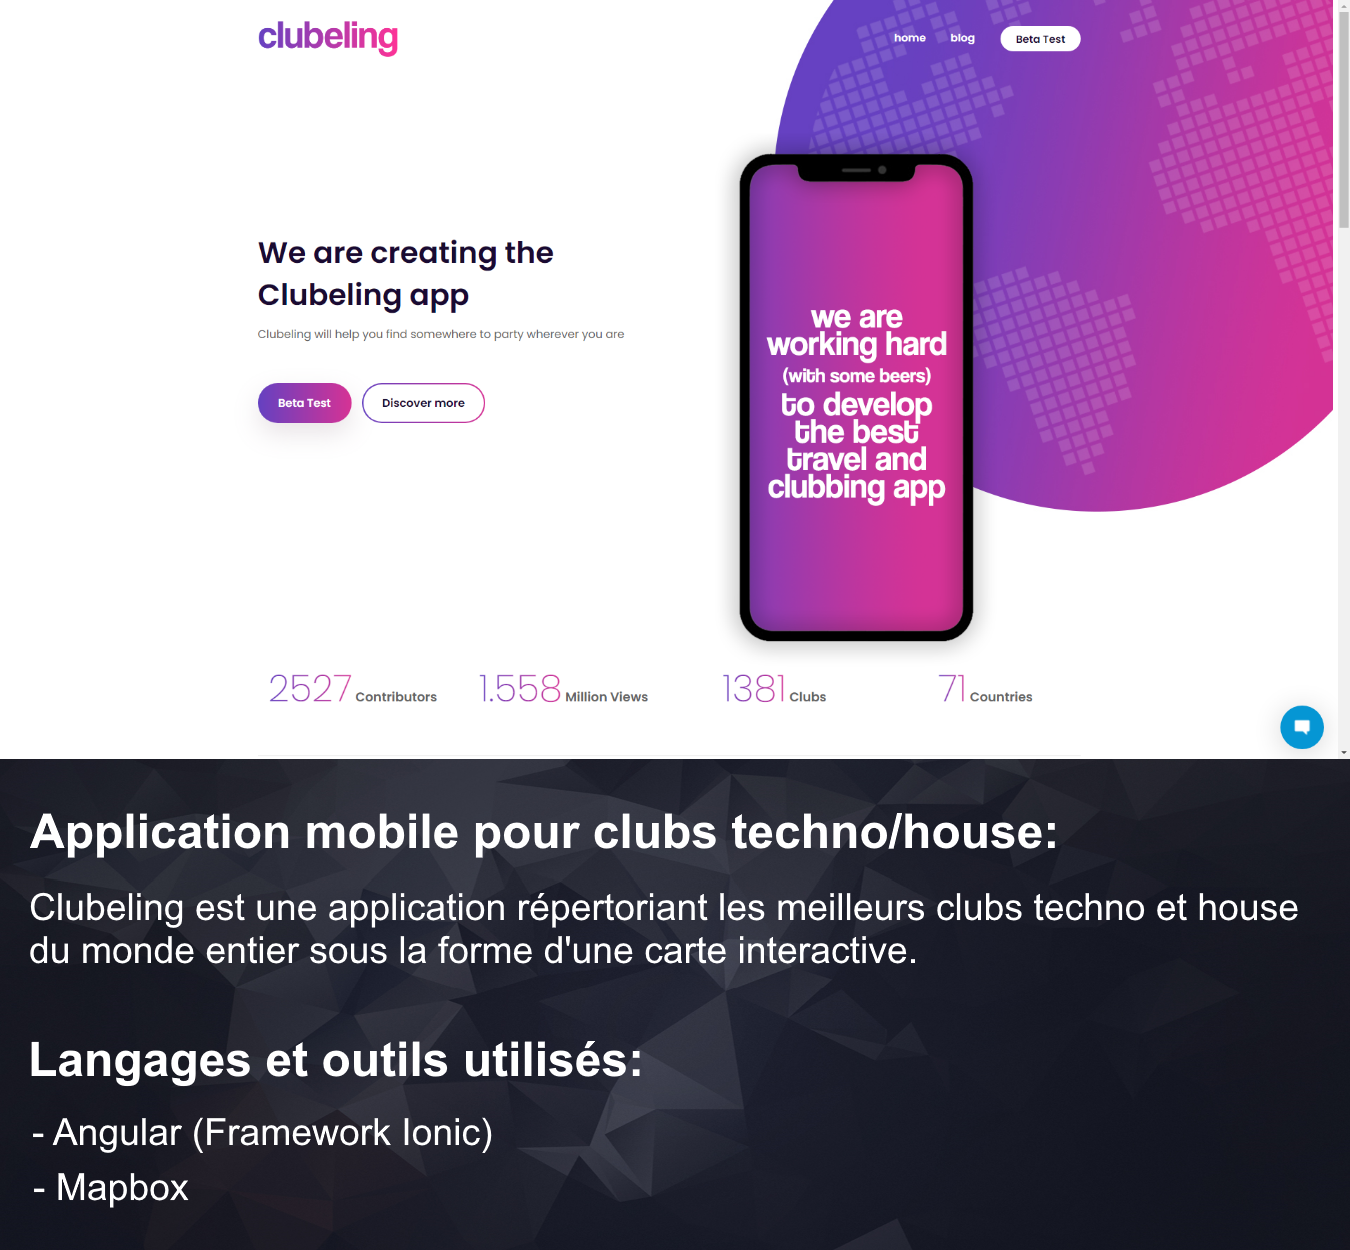 clubeling
home blog Beta Test
We are creating the
Clubeling app
Clubeling will help you find somewhere to party wherever you are
Beta Test Discover more
we are
working hard
(with some beers)
to develop
the best
travel and
clubbing app
2527 Contributors 1.558 Million Views 1381 Clubs 71 Countries
Application mobile pour clubs techno/house:
Clubeling est une application répertoriant les meilleurs clubs techno et house
du monde entier sous la forme d'une carte interactive.
Langages et outils utilisés:
- Angular (Framework Ionic)
- Mapbox